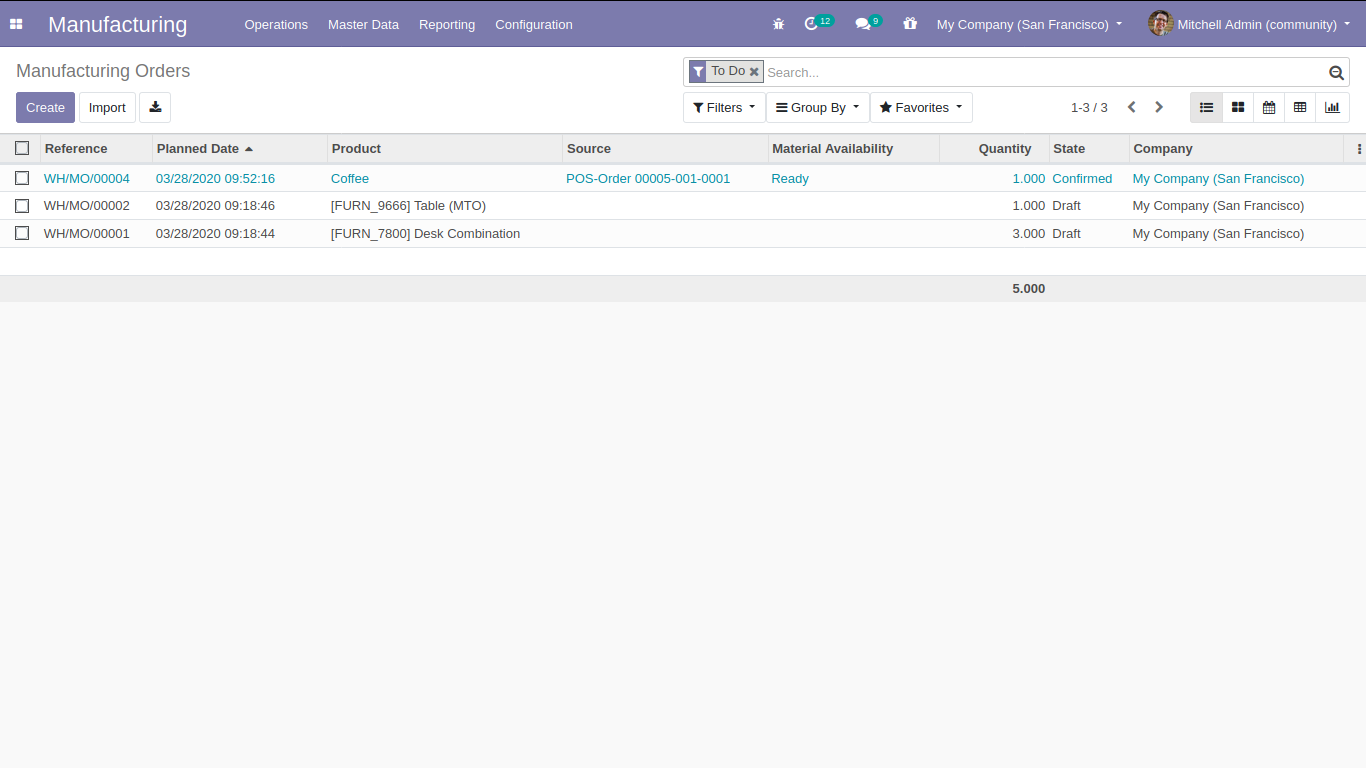 Manufacturing Operations Master Data Reporting Configuration 12 9 My Company (San Francisco) Mitchell Admin (community)
Manufacturing Orders To Do Search...
Create Import Filters Group By Favorites 1-3 / 3
Reference Planned Date Product Source Material Availability Quantity State Company
WH/MO/00004 03/28/2020 09:52:16 Coffee POS-Order 00005-001-0001 Ready 1.000 Confirmed My Company (San Francisco)
WH/MO/00002 03/28/2020 09:18:46 [FURN_9666] Table (MTO) 1.000 Draft My Company (San Francisco)
WH/MO/00001 03/28/2020 09:18:44 [FURN_7800] Desk Combination 3.000 Draft My Company (San Francisco)
5.000